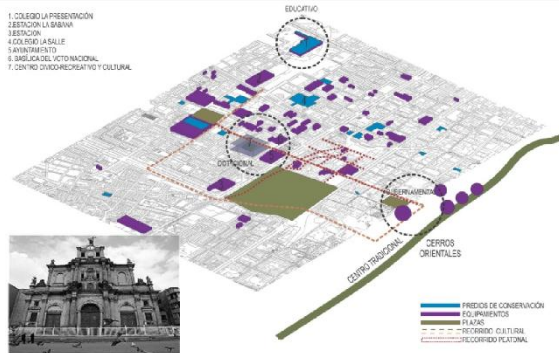 1. COLEGIO LA PRESENTACIÓN
2.ESTACION LA SABANA
3.ESTACION
4.COLEGIO LA SALLE
5.AYUNTAMIENTO
6. BASÍLICA DEL VOTO NACIONAL
7. CENTRO CIVICO-RECREATIVO Y CULTURAL
EDUCATIVO
DOTACIONAL
GUBERNAMENTAL
CENTRO TRADICIONAL
CERROS
ORIENTALES
PREDIOS DE CONSERVACIÓN
EQUIPAMIENTOS
PLAZAS
RECORRIDO CULTURAL
RECORRIDO PEATONAL